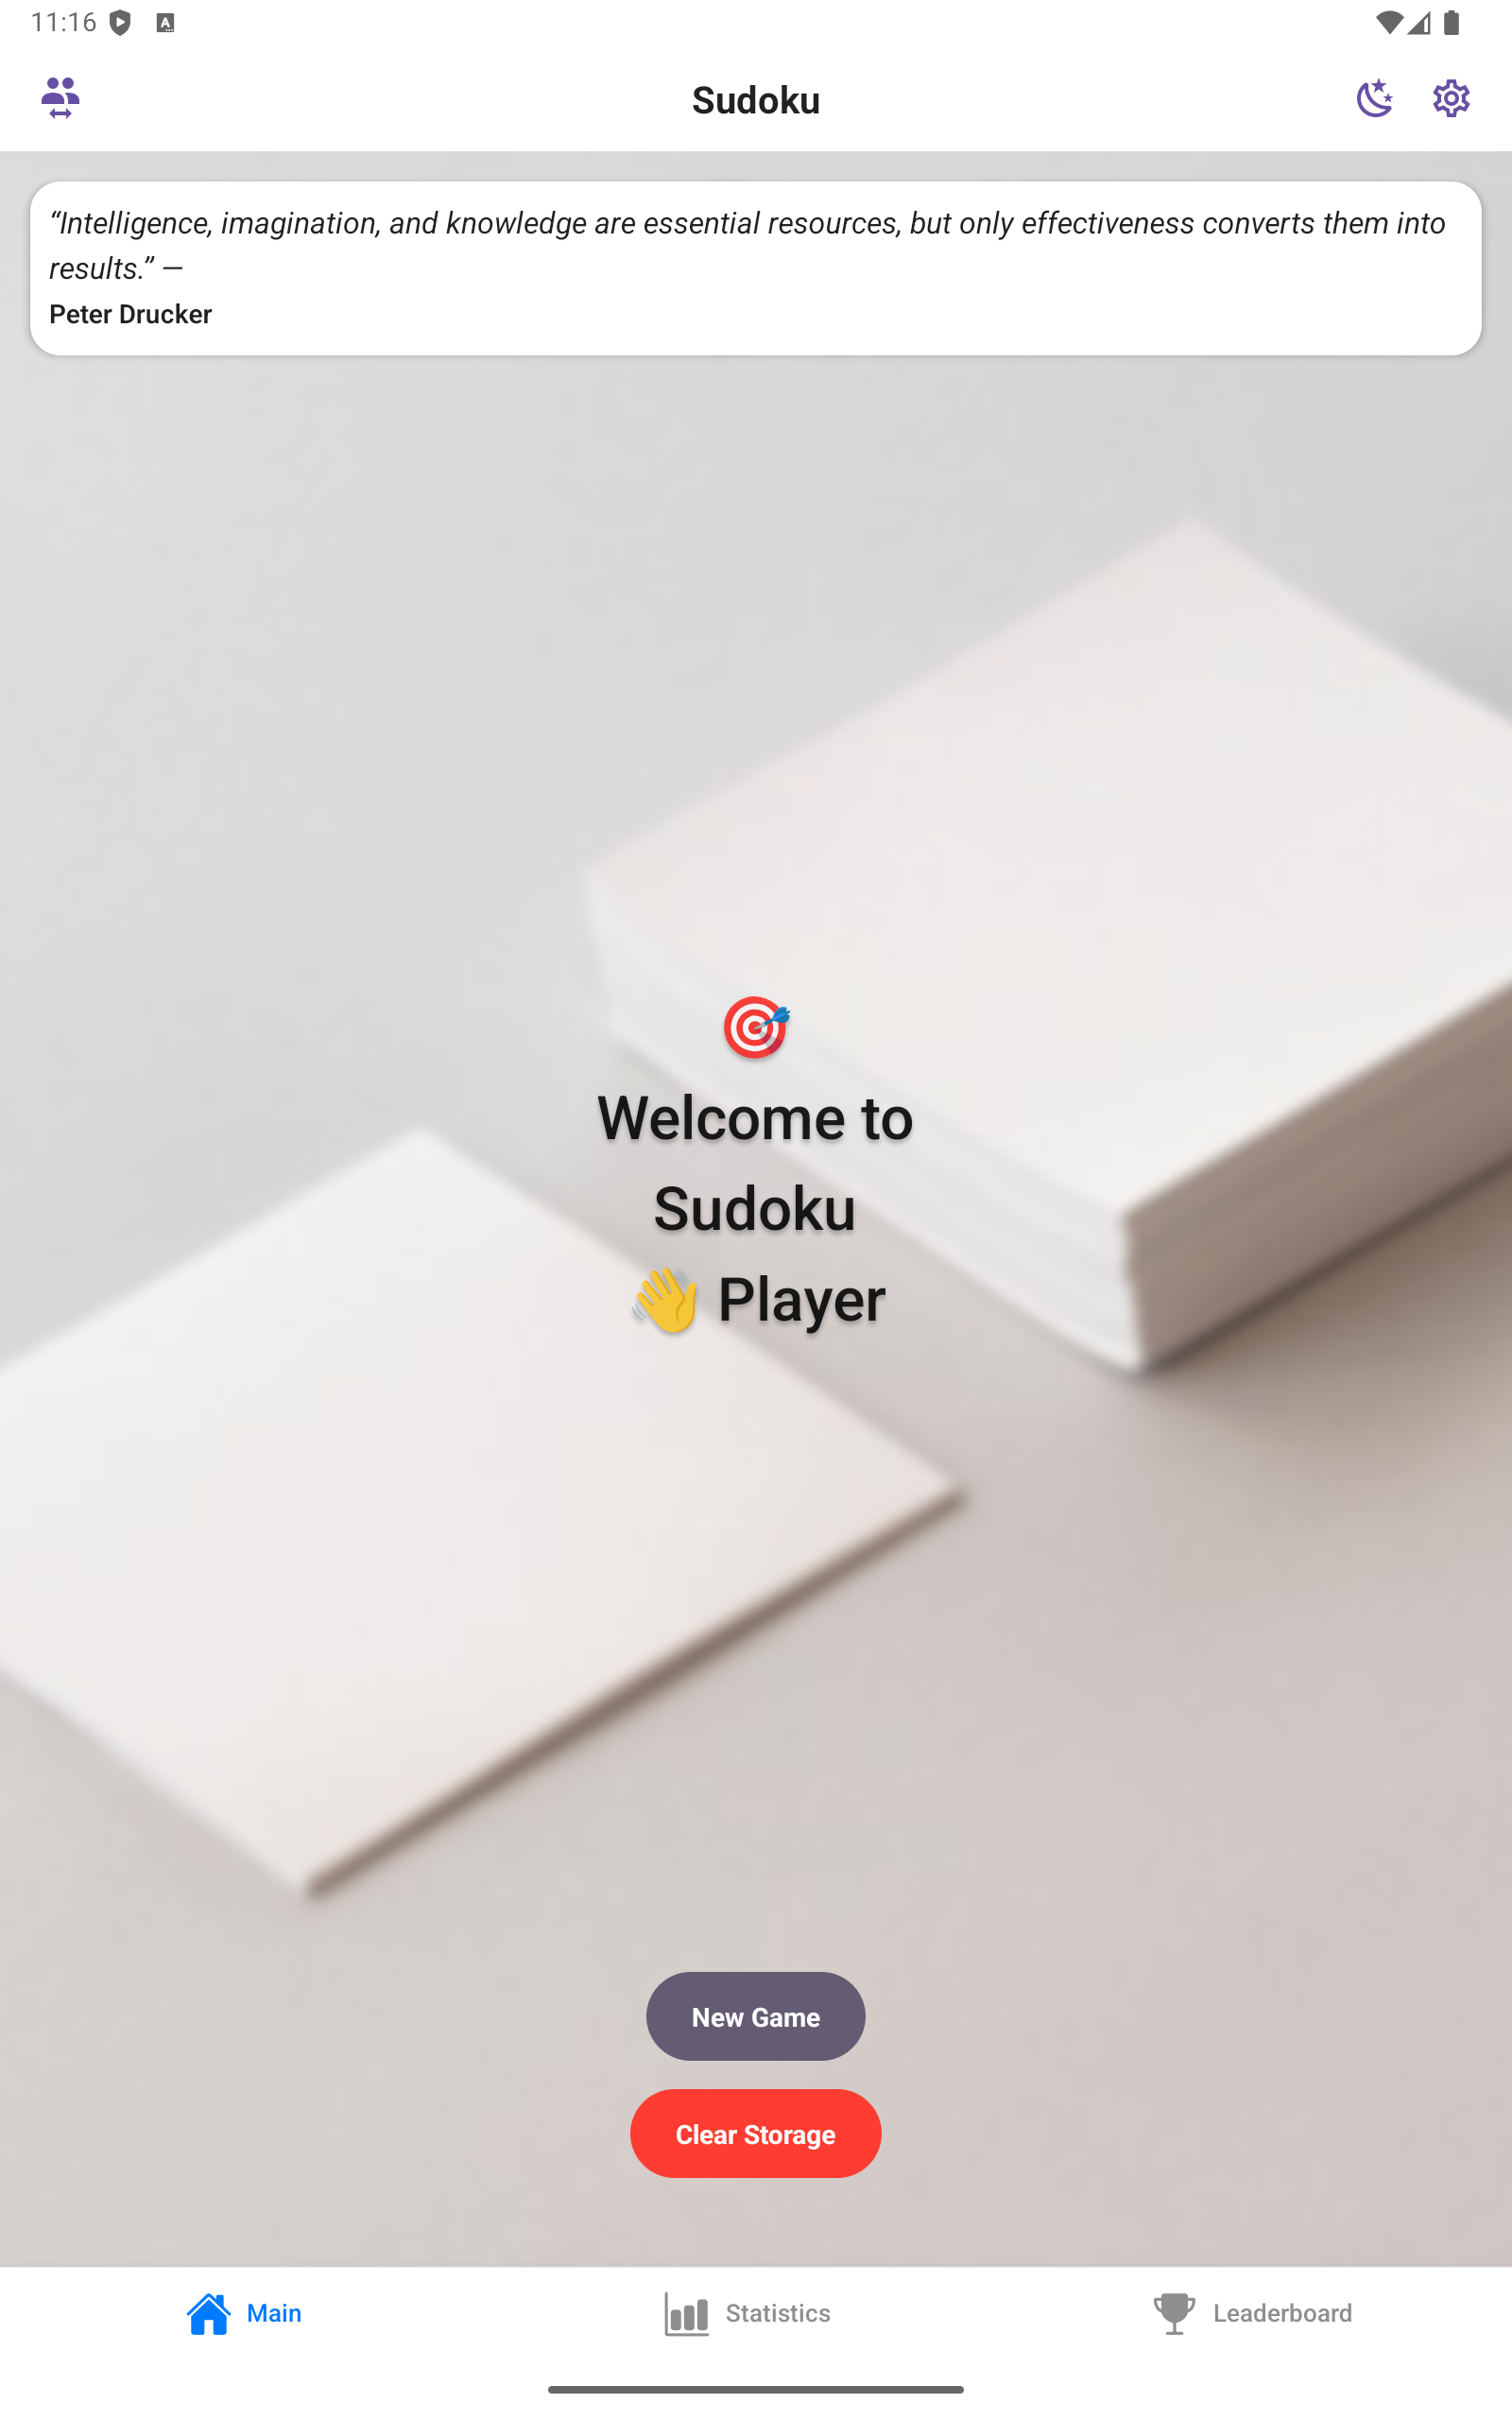 11:16
Sudoku
“Intelligence, imagination, and knowledge are essential resources, but only effectiveness converts them into
results.” —
Peter Drucker
Welcome to
Sudoku
👋 Player
New Game
Clear Storage
Main
Statistics
Leaderboard